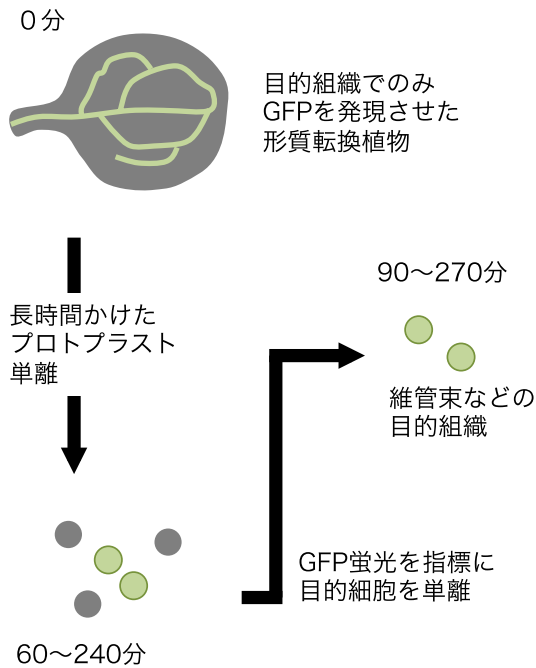 0分
目的組織でのみ
GFPを発現させた
形質転換植物
長時間かけた
プロトプラスト
単離
90〜270分
維管束などの
目的組織
GFP蛍光を指標に
目的細胞を単離
60〜240分